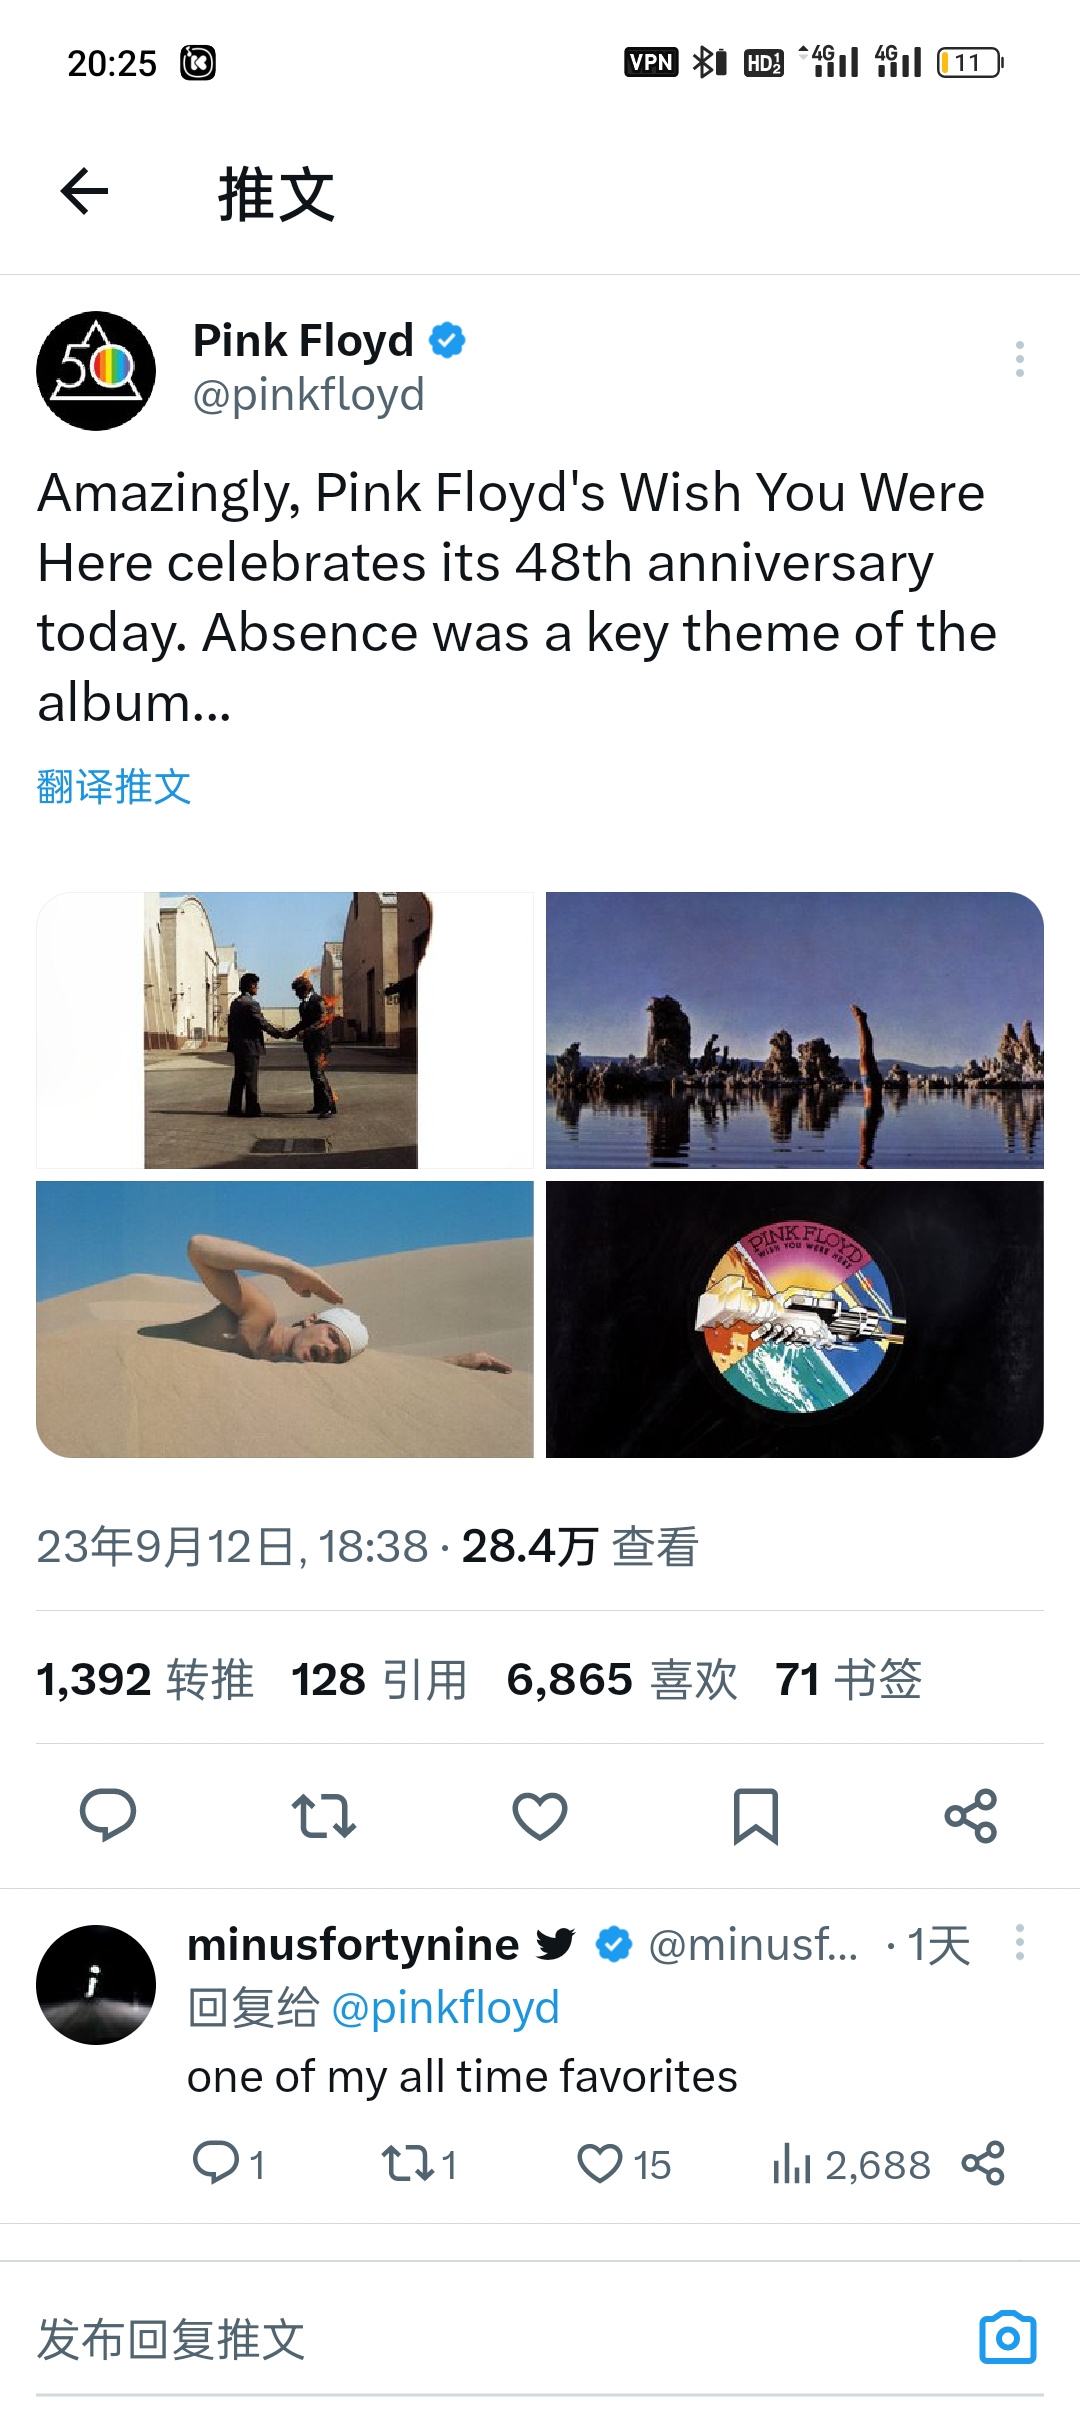 20:25
VPN
HD 1 2
4G
4G
11
推文
50
Pink Floyd
@pinkfloyd
Amazingly, Pink Floyd's Wish You Were
Here celebrates its 48th anniversary
today. Absence was a key theme of the
album...
翻译推文
PINK FLOYD
WISH YOU WERE HERE
23年9月12日, 18:38 · 28.4万 查看
1,392 转推 128 引用 6,865 喜欢 71 书签
minusfortynine @minusf... · 1天
回复给 @pinkfloyd
one of my all time favorites
1 1 15 2,688
发布回复推文